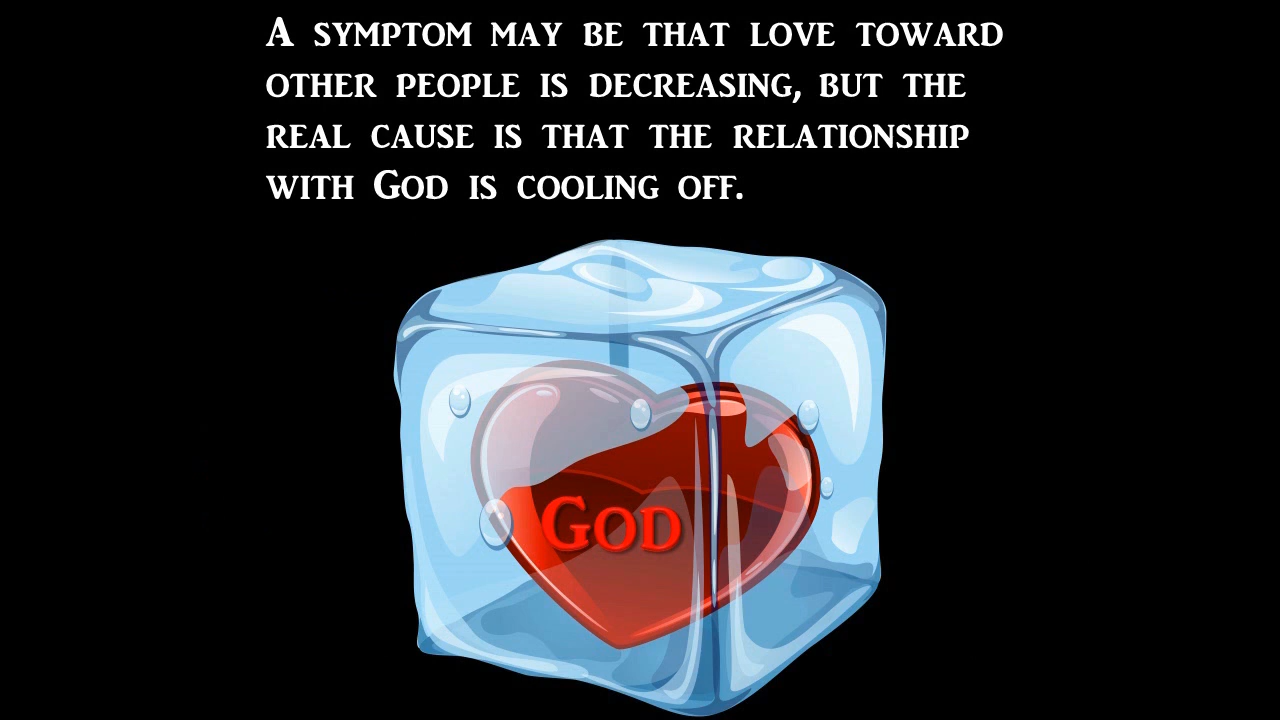 A symptom may be that love toward
other people is decreasing, but the
real cause is that the relationship
with God is cooling off.
God